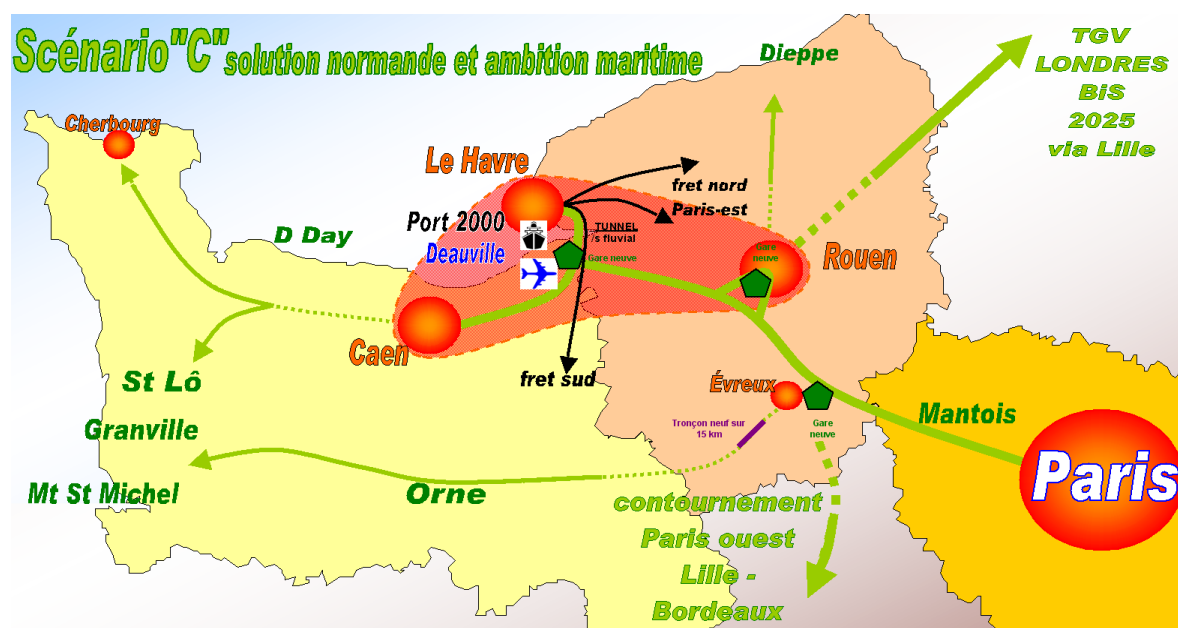 Scénario"C" solution normande et ambition maritime
TGV
LONDRES
BiS
2025
via Lille
Dieppe
Cherbourg
Le Havre
fret nord
Paris-est
Port 2000
TUNNEL
/s fluvial
D Day
Deauville
Gare neuve
Gare
neuve
Rouen
Caen
fret sud
St Lô
Évreux
Granville
Tronçon neuf sur
15 km
Gare
neuve
Mantois
Mt St Michel
Orne
Paris
contournement
Paris ouest
Lille -
Bordeaux